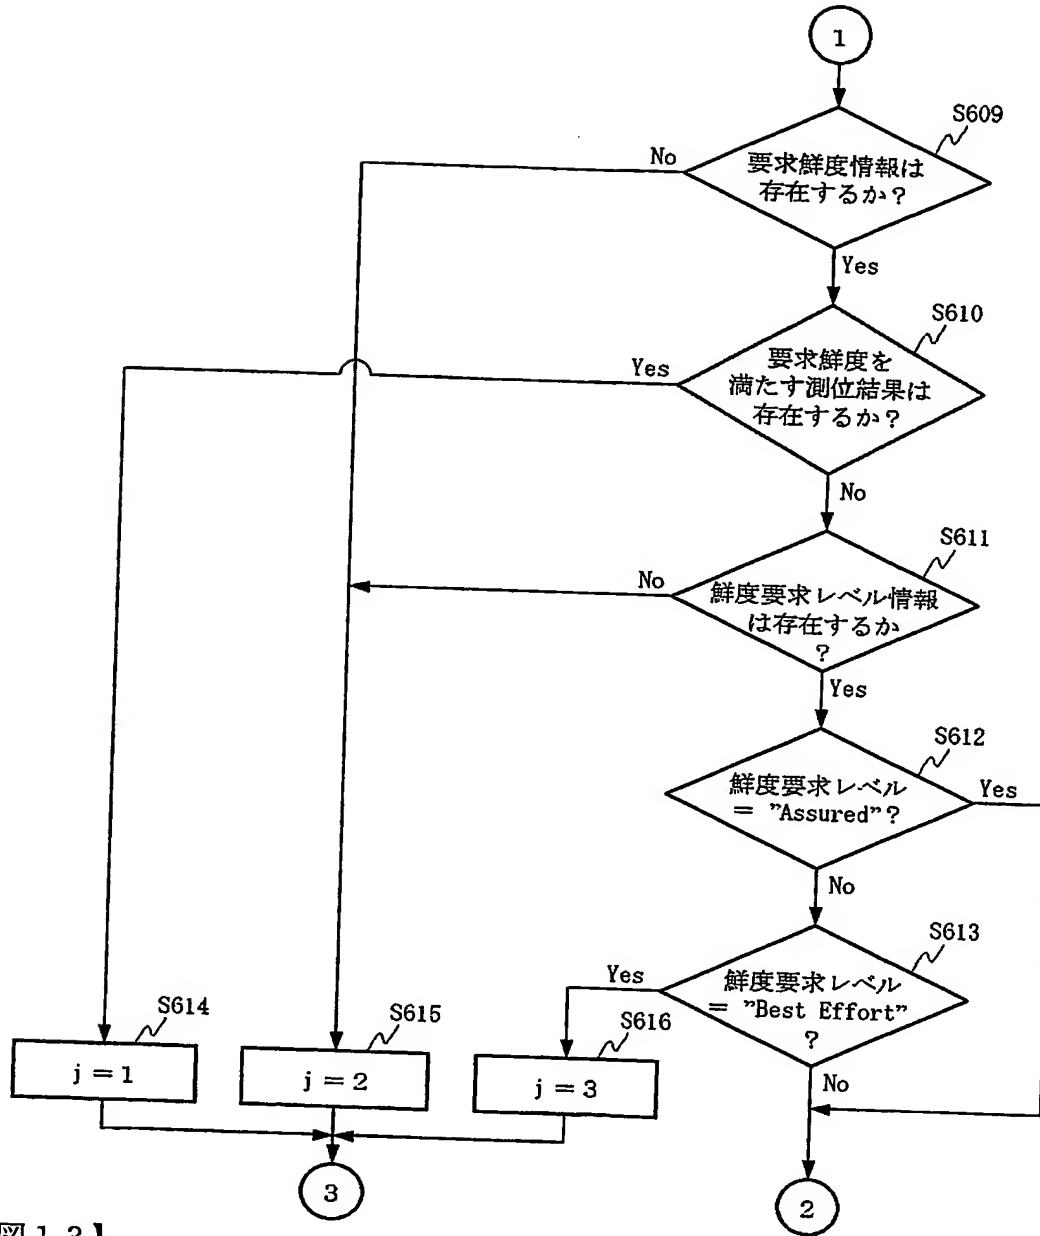 1
S609
No
要求鮮度情報は
存在するか?
Yes
S610
Yes
要求鮮度を
満たす測位結果は
存在するか?
No
S611
No
鮮度要求レベル情報
は存在するか
?
Yes
S612
鮮度要求レベル
= ”Assured”?
Yes
No
S613
Yes
鮮度要求レベル
= ”Best Effort”
?
No
S614
j=1
S615
j=2
S616
j=3
3
2